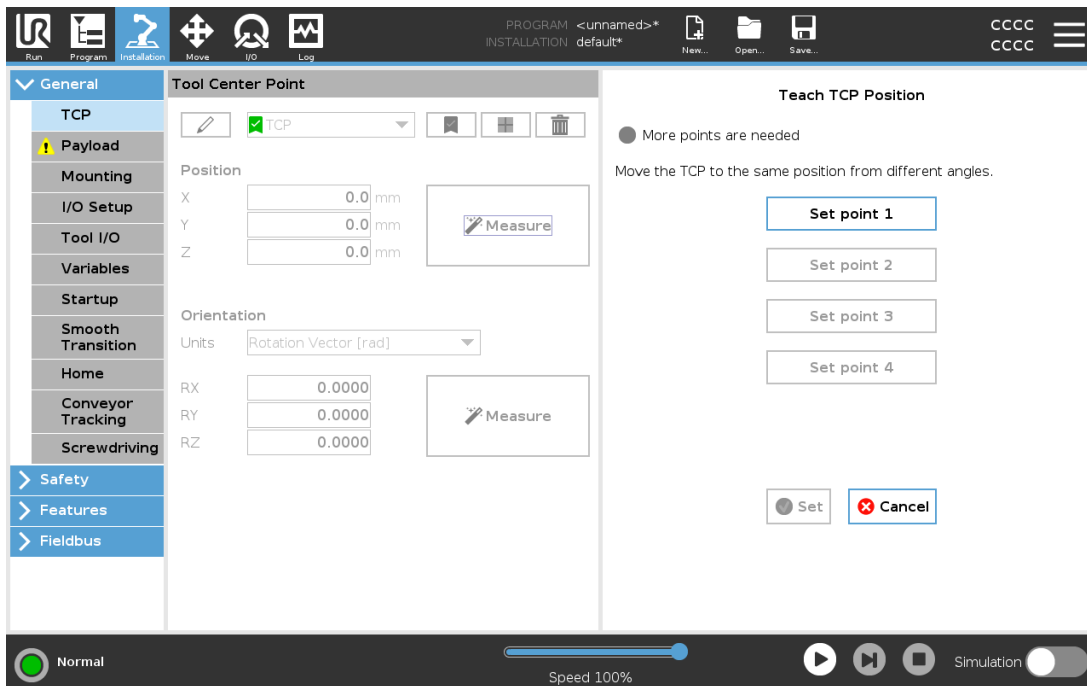 UR
Run
Program
Installation
Move
I/O
Log
PROGRAM <unnamed>*
INSTALLATION default*
New...
Open...
Save...
CCCC
CCCC
General
TCP
Payload
Mounting
I/O Setup
Tool I/O
Variables
Startup
Smooth
Transition
Home
Conveyor
Tracking
Screwdriving
Safety
Features
Fieldbus
Tool Center Point
TCP
Position
X 0.0 mm
Y 0.0 mm
Z 0.0 mm
Measure
Orientation
Units Rotation Vector [rad]
RX 0.0000
RY 0.0000
RZ 0.0000
Measure
Teach TCP Position
More points are needed
Move the TCP to the same position from different angles.
Set point 1
Set point 2
Set point 3
Set point 4
Set
Cancel
Normal
Speed 100%
Simulation